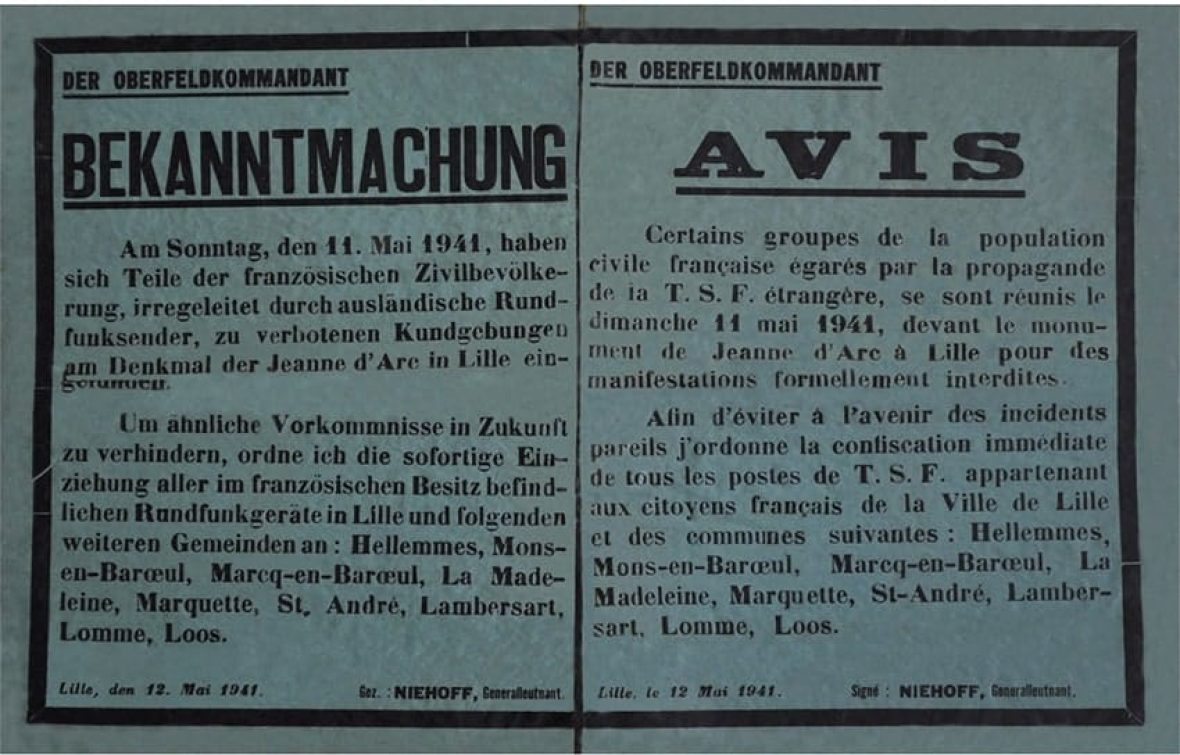 DER OBERFELDKOMMANDANT
BEKANNTMACHUNG
Am Sonntag, den 11. Mai 1941, haben
sich Teile der französischen Zivilbevölke-
rung, irregeleitet durch ausländische Rund-
funksender, zu verbotenen Kundgebungen
am Denkmal der Jeanne d'Arc in Lille ein-
gefunden.
Um ähnliche Vorkommnisse in Zukunft
zu verhindern, ordne ich die sofortige Ein-
ziehung aller im französischen Besitz befind-
lichen Rundfunkgeräte in Lille und folgenden
weiteren Gemeinden an : Hellemmes, Mons-
en-Barœul, Marcq-en-Barœul, La Made-
leine, Marquette, St. André, Lambersart,
Lomme, Loos.
Lille, den 12. Mai 1941.
Gez. : NIEHOFF, Generalleutnant.
DER OBERFELDKOMMANDANT
AVIS
Certains groupes de la population
civile française égarés par la propagande
de la T. S. F. étrangère, se sont réunis le
dimanche 11 mai 1941, devant le monu-
ment de Jeanne d'Arc à Lille pour des
manifestations formellement interdites.
Afin d'éviter à l'avenir des incidents
pareils j'ordonne la confiscation immédiate
de tous les postes de T. S. F. appartenant
aux citoyens français de la Ville de Lille
et des communes suivantes : Hellemmes,
Mons-en-Barœul, Marcq-en-Barœul, La
Madeleine, Marquette, St-André, Lamber-
sart, Lomme, Loos.
Lille, le 12 Mai 1941.
Signé : NIEHOFF, Generalleutnant.